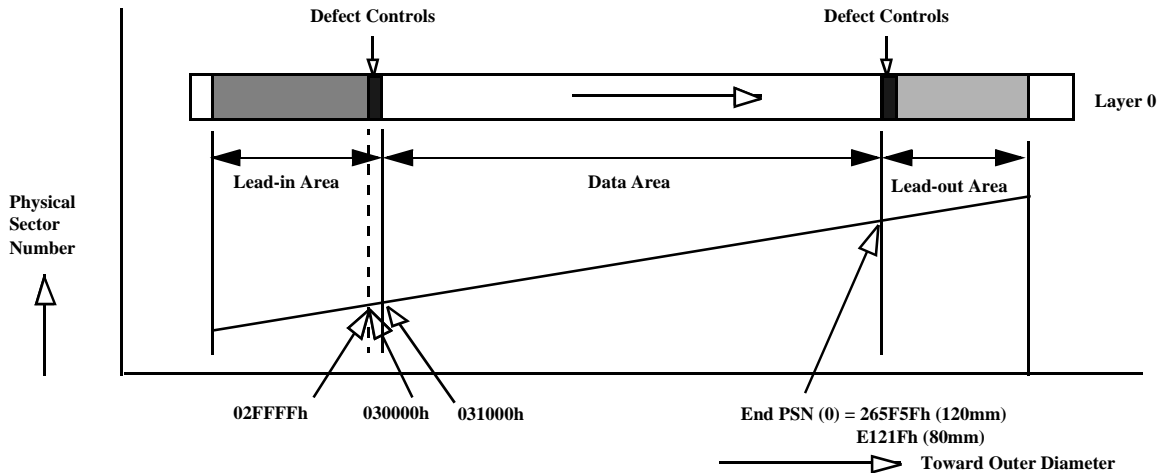 Defect Controls
Defect Controls
Layer 0
Lead-in Area
Data Area
Lead-out Area
Physical
Sector
Number
02FFFFh
030000h
031000h
End PSN (0) = 265F5Fh (120mm)
E121Fh (80mm)
Toward Outer Diameter